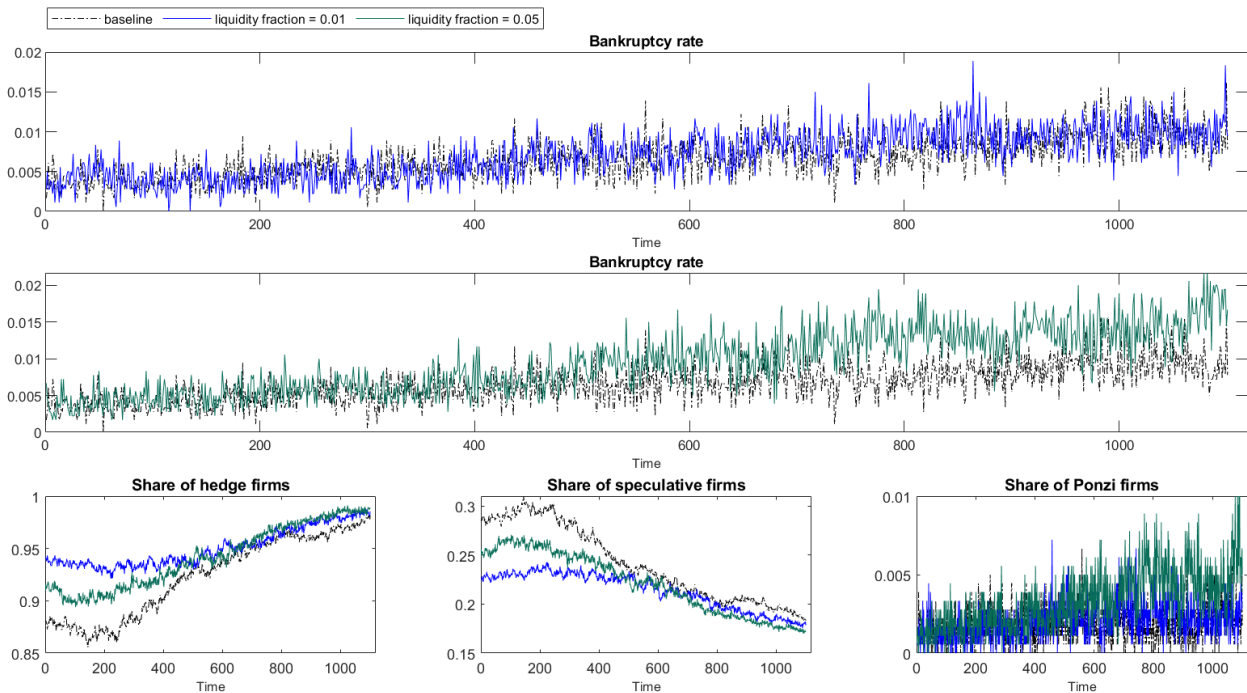 baseline liquidity fraction = 0.01 liquidity fraction = 0.05
Bankruptcy rate
0.02
0.015
0.01
0.005
0
0 200 400 600 800 1000
Time
Bankruptcy rate
0.02
0.015
0.01
0.005
0
0 200 400 600 800 1000
Time
Share of hedge firms
1
0.95
0.9
0.85
0 200 400 600 800 1000
Time
Share of speculative firms
0.3
0.25
0.2
0.15
0 200 400 600 800 1000
Time
Share of Ponzi firms
0.01
0.005
0
0 200 400 600 800 1000
Time